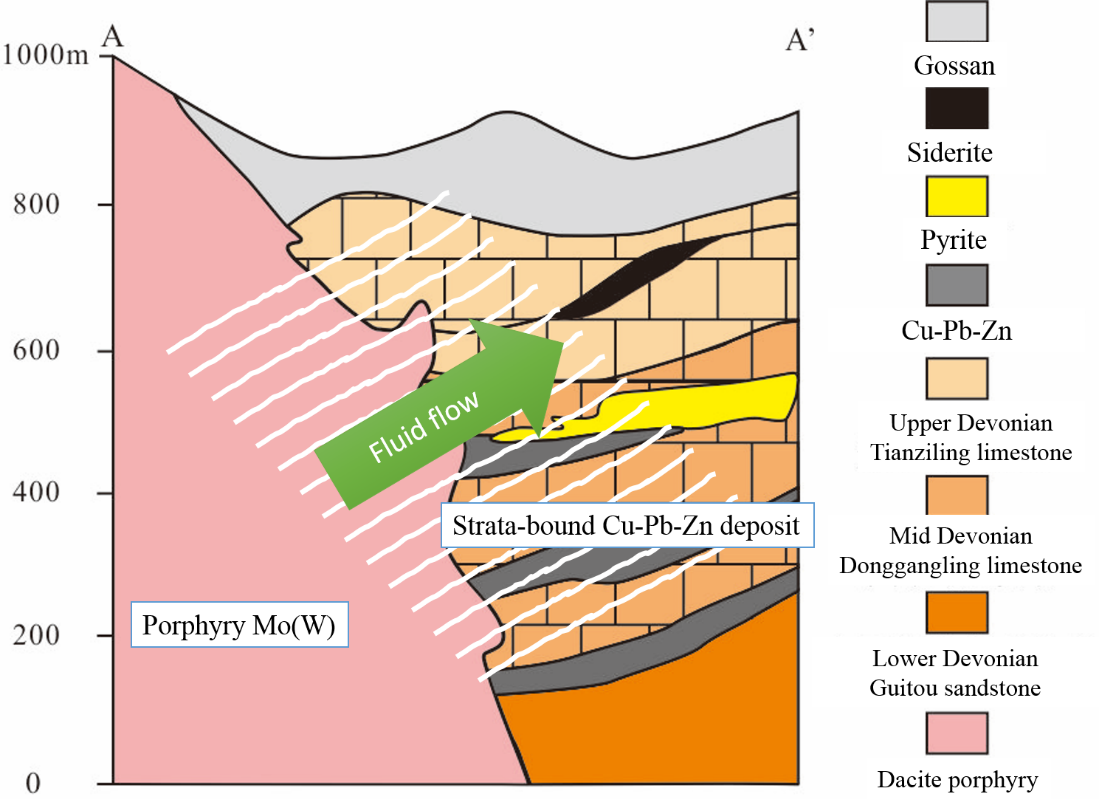 A
A’
1000m
800
600
400
200
0
Fluid flow
Strata-bound Cu-Pb-Zn deposit
Porphyry Mo(W)
Gossan
Siderite
Pyrite
Cu-Pb-Zn
Upper Devonian
Tianziling limestone
Mid Devonian
Donggangling limestone
Lower Devonian
Guitou sandstone
Dacite porphyry